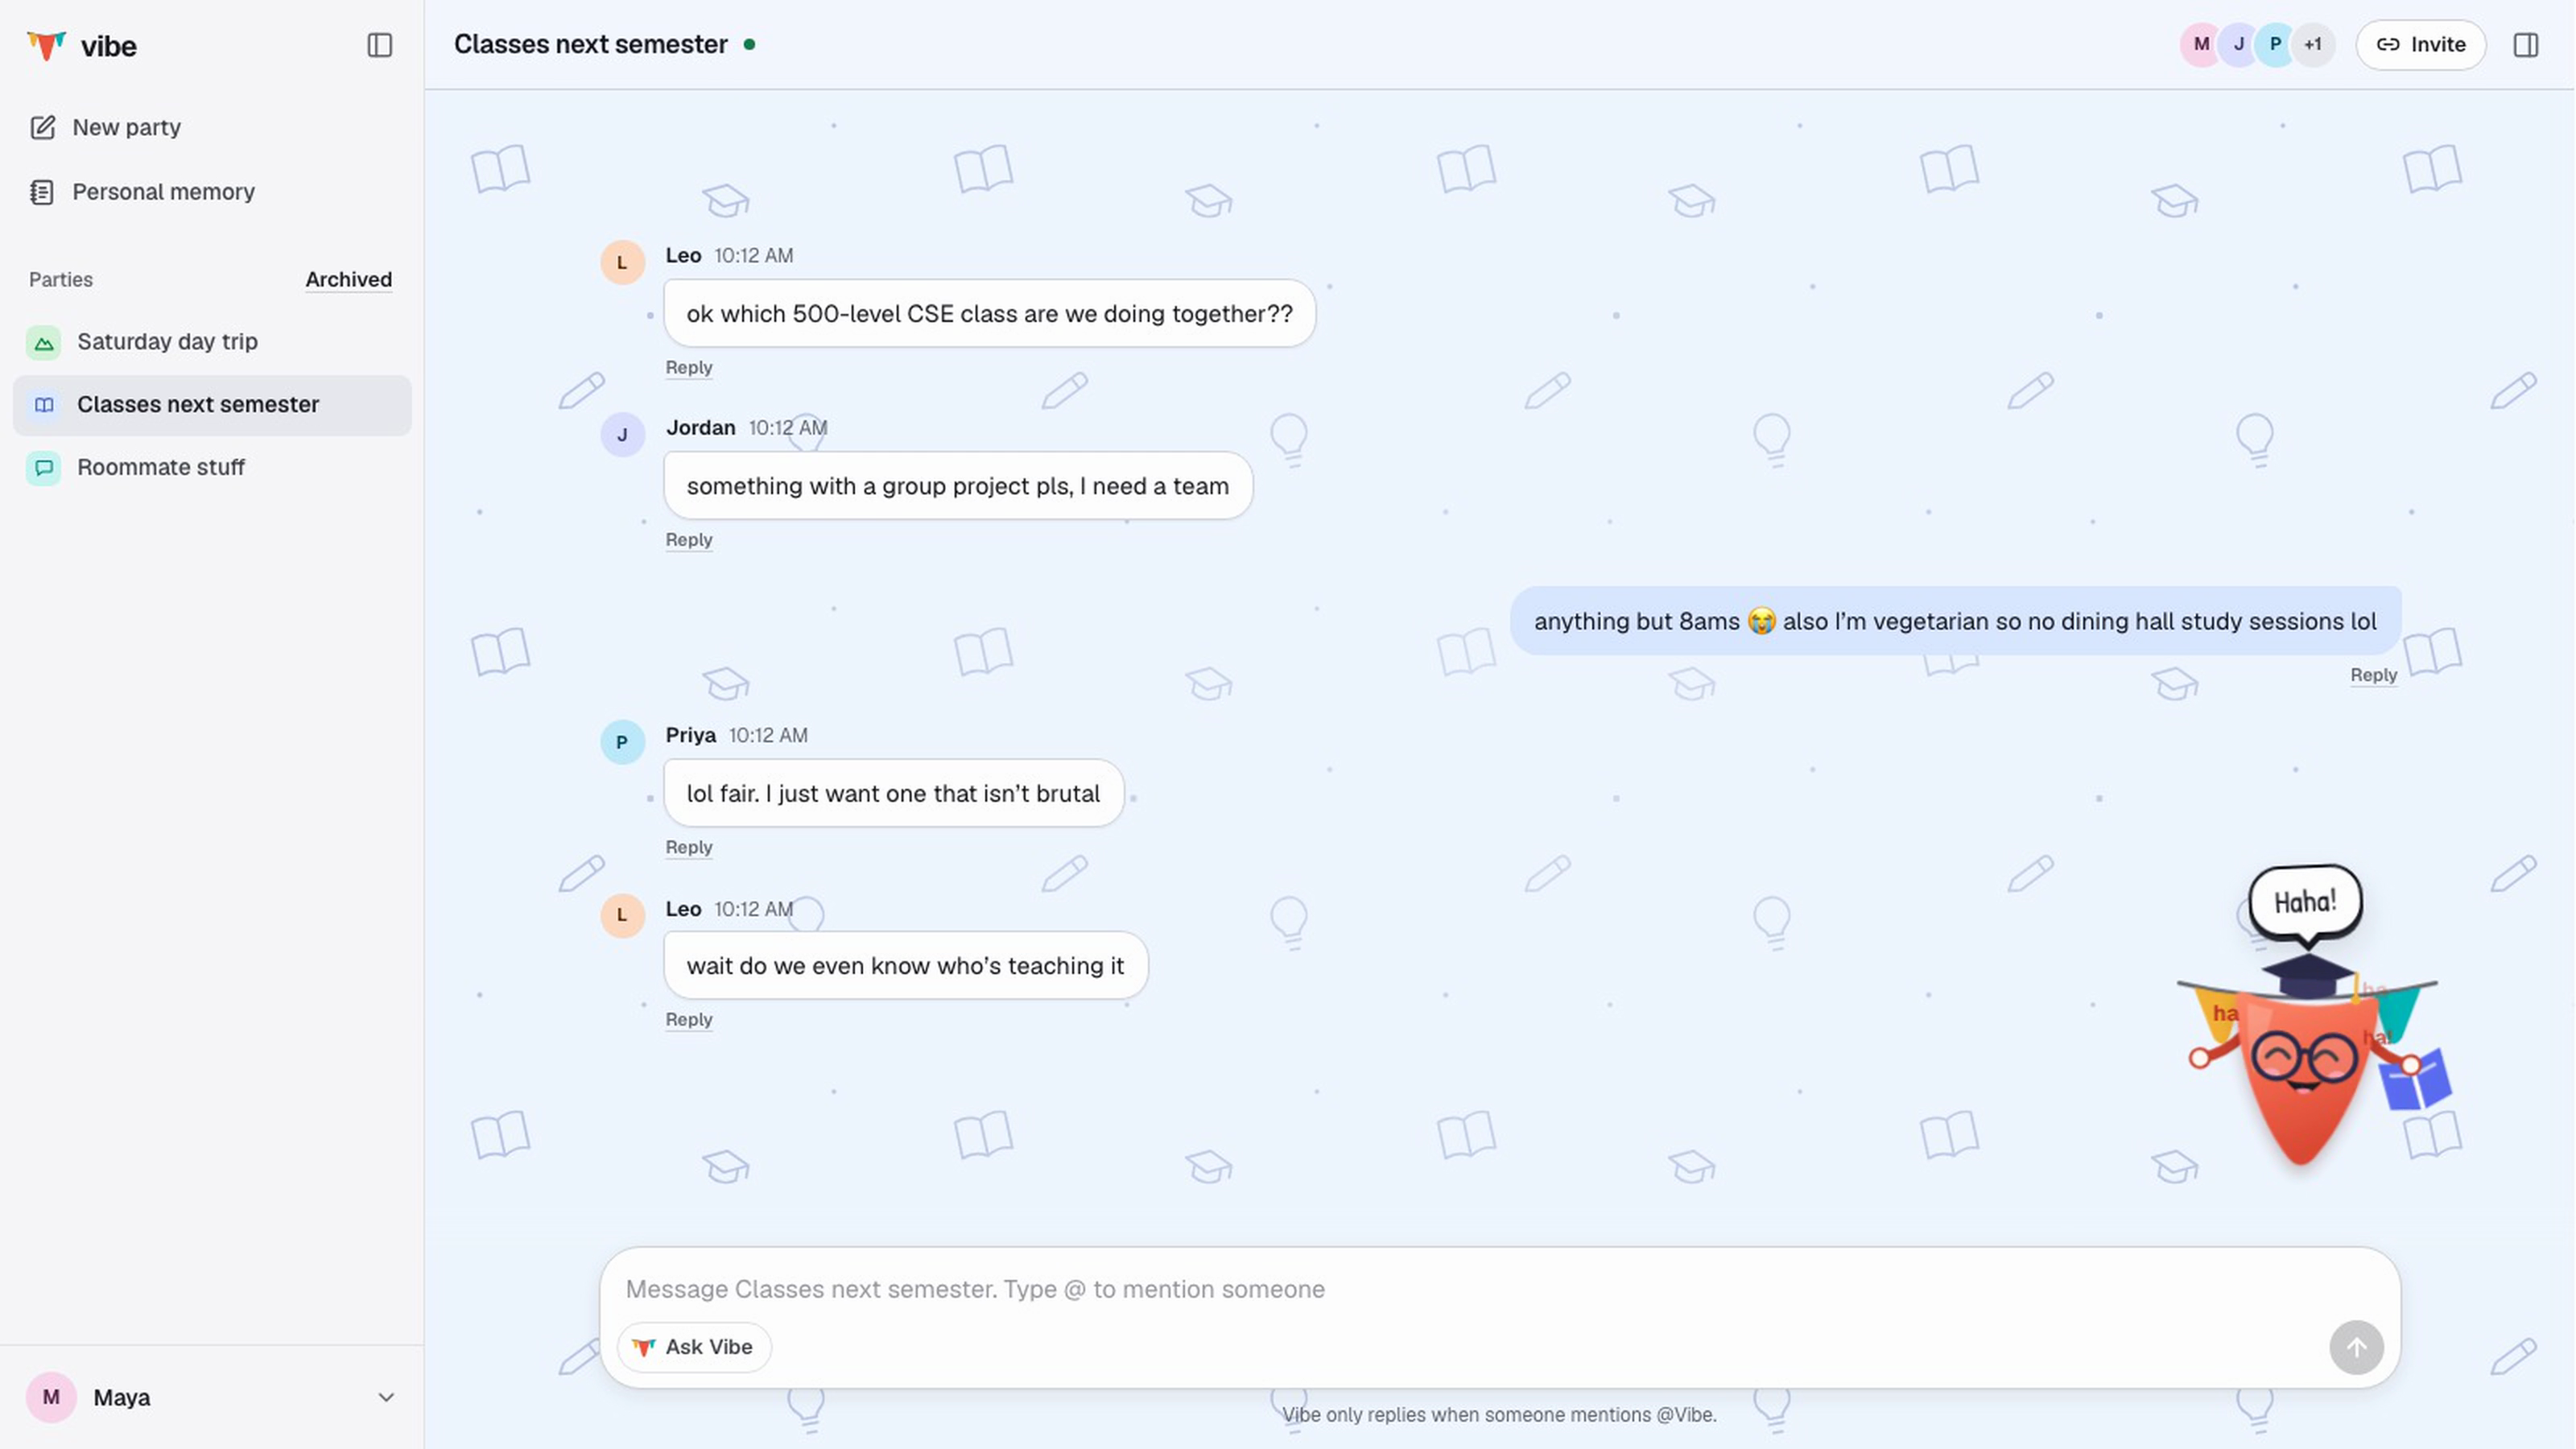 vibe
New party
Personal memory
Parties
Archived
Saturday day trip
Classes next semester
Roommate stuff
M
Maya
Classes next semester
M
J
P
+1
Invite
L
Leo 10:12 AM
ok which 500-level CSE class are we doing together??
Reply
J
Jordan 10:12 AM
something with a group project pls, I need a team
Reply
anything but 8ams 😭 also I’m vegetarian so no dining hall study sessions lol
Reply
P
Priya 10:12 AM
lol fair. I just want one that isn’t brutal
Reply
L
Leo 10:12 AM
wait do we even know who’s teaching it
Reply
Haha!
ha
ha
ha!
Message Classes next semester. Type @ to mention someone
Ask Vibe
Vibe only replies when someone mentions @Vibe.